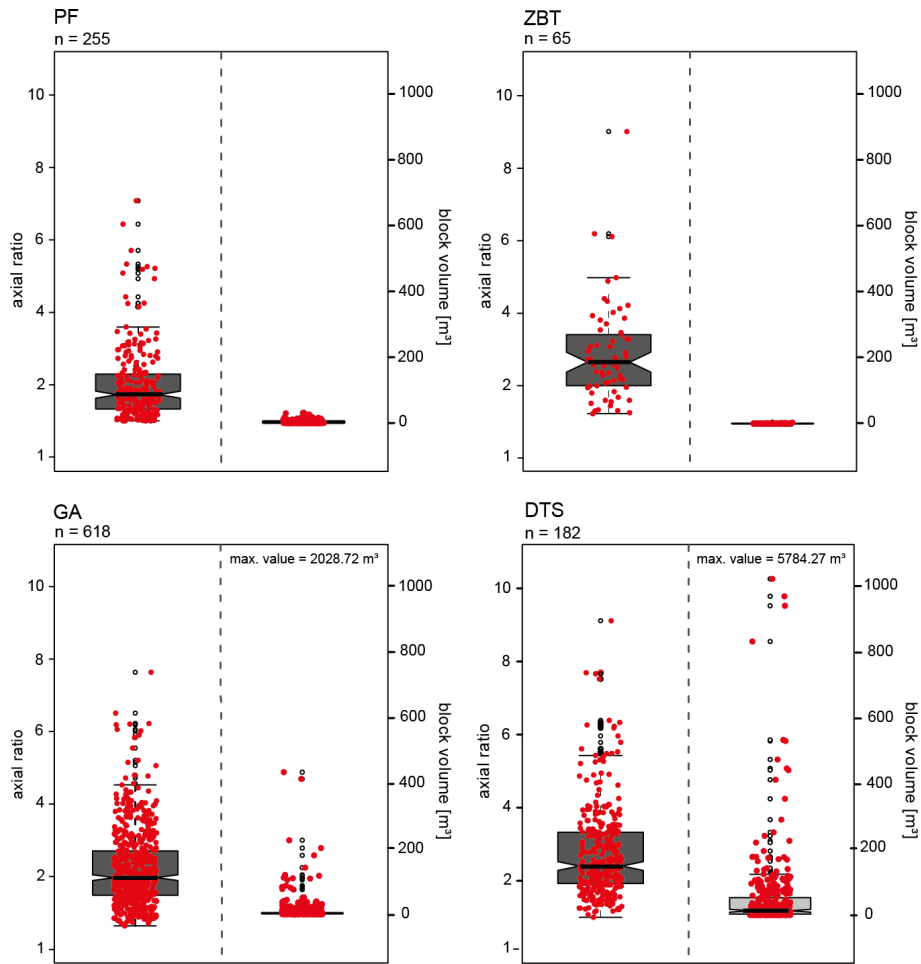 PF
n = 255
10
8
6
4
2
1
axial ratio
1000
800
600
400
200
0
block volume [m³]
ZBT
n = 65
10
8
6
4
2
1
axial ratio
1000
800
600
400
200
0
block volume [m³]
GA
n = 618
max. value = 2028.72 m³
10
8
6
4
2
1
axial ratio
1000
800
600
400
200
0
block volume [m³]
DTS
n = 182
max. value = 5784.27 m³
10
8
6
4
2
1
axial ratio
1000
800
600
400
200
0
block volume [m³]